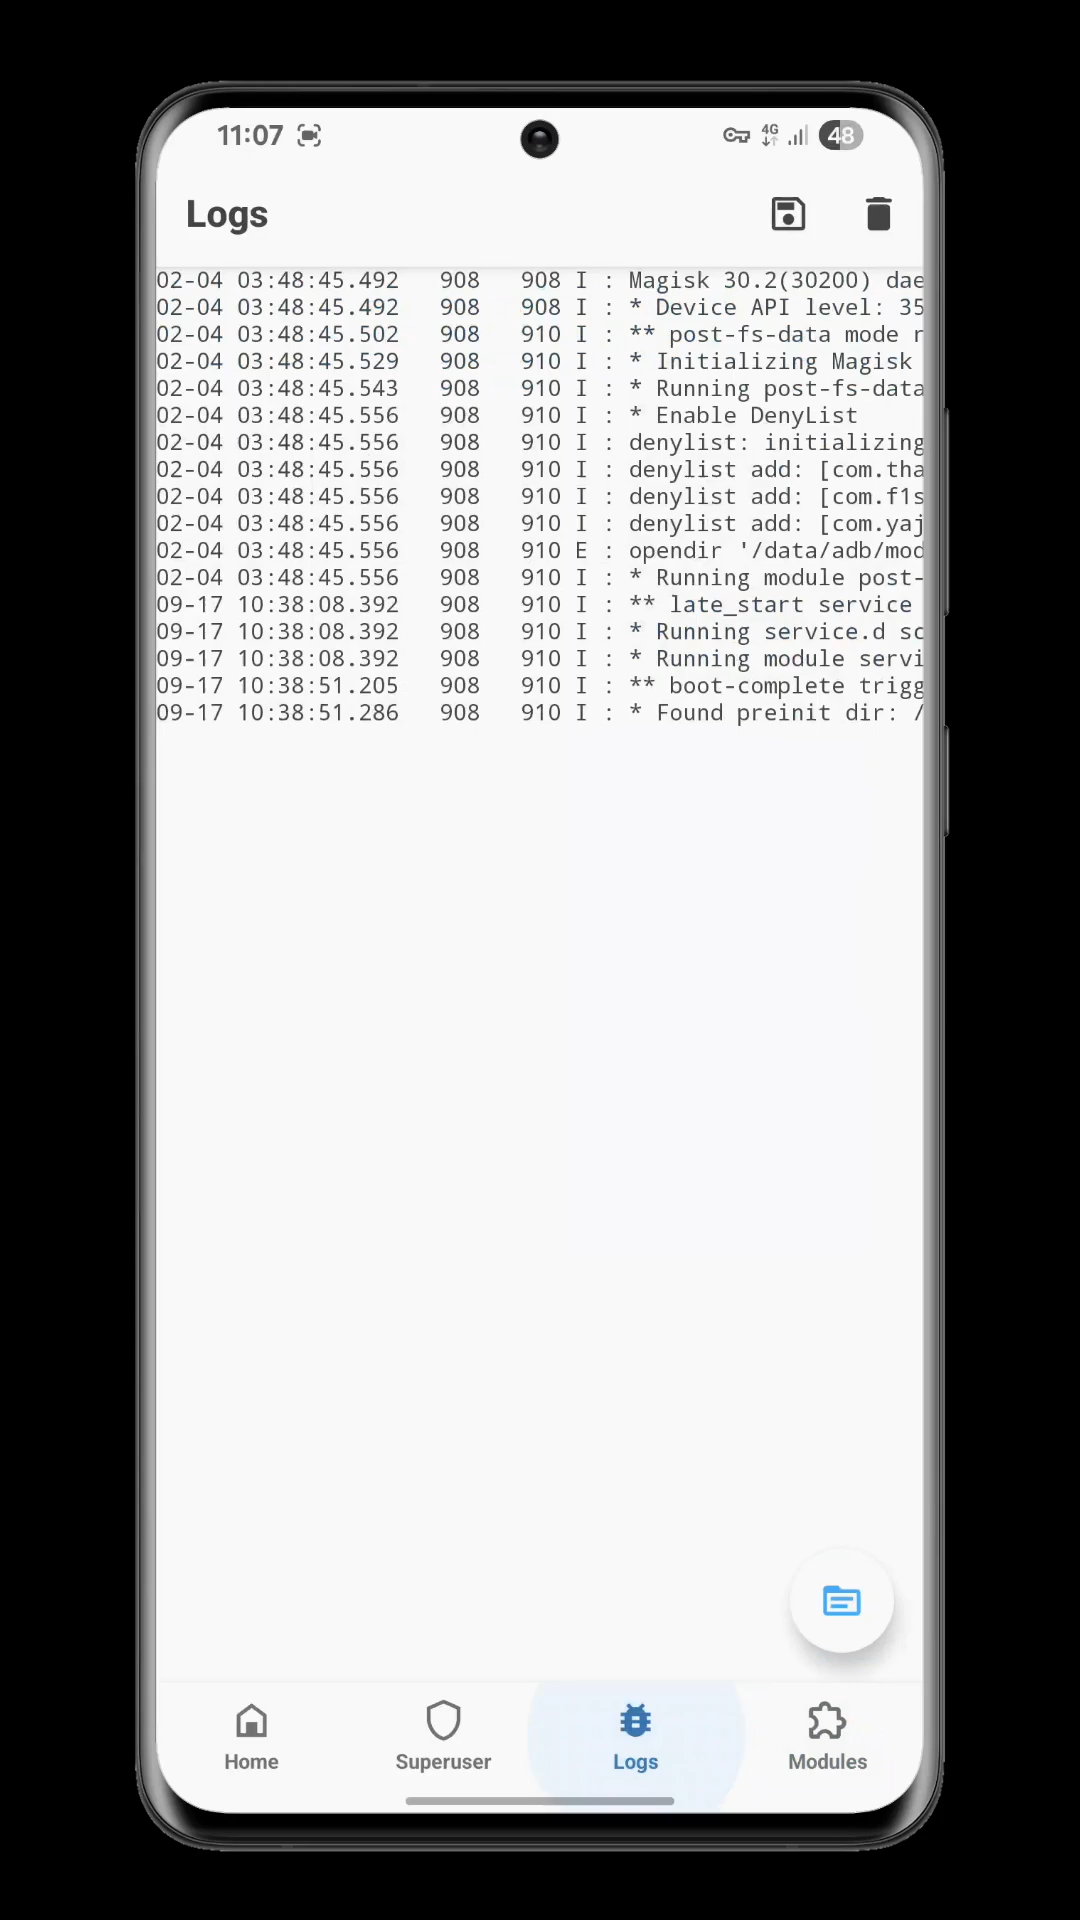 11:07 4G 48
Logs
02-04 03:48:45.492 908 908 I : Magisk 30.2(30200) dae
02-04 03:48:45.492 908 908 I : * Device API level: 35
02-04 03:48:45.502 908 910 I : ** post-fs-data mode r
02-04 03:48:45.529 908 910 I : * Initializing Magisk
02-04 03:48:45.543 908 910 I : * Running post-fs-data
02-04 03:48:45.556 908 910 I : * Enable DenyList
02-04 03:48:45.556 908 910 I : denylist: initializing
02-04 03:48:45.556 908 910 I : denylist add: [com.tha
02-04 03:48:45.556 908 910 I : denylist add: [com.f1s
02-04 03:48:45.556 908 910 I : denylist add: [com.yaj
02-04 03:48:45.556 908 910 E : opendir '/data/adb/mod
02-04 03:48:45.556 908 910 I : * Running module post-
09-17 10:38:08.392 908 910 I : ** late_start service
09-17 10:38:08.392 908 910 I : * Running service.d sc
09-17 10:38:08.392 908 910 I : * Running module servi
09-17 10:38:51.205 908 910 I : ** boot-complete trigg
09-17 10:38:51.286 908 910 I : * Found preinit dir: /
Home Superuser Logs Modules